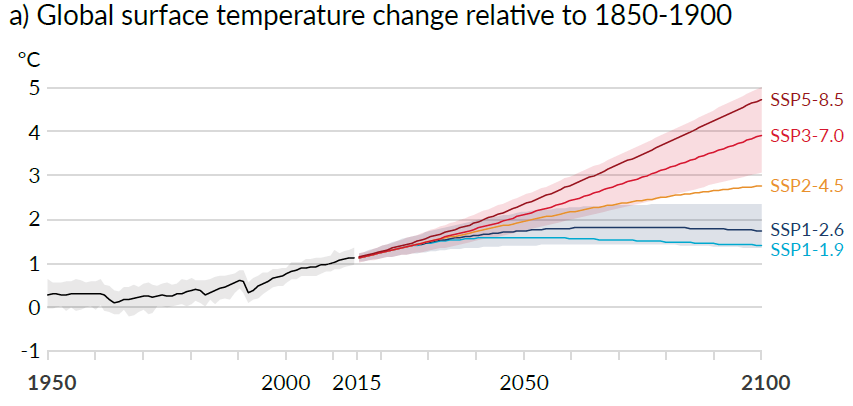 a) Global surface temperature change relative to 1850-1900
°C
5
SSP5-8.5
4
SSP3-7.0
3
SSP2-4.5
2
SSP1-2.6
SSP1-1.9
1
0
-1
1950 2000 2015 2050 2100